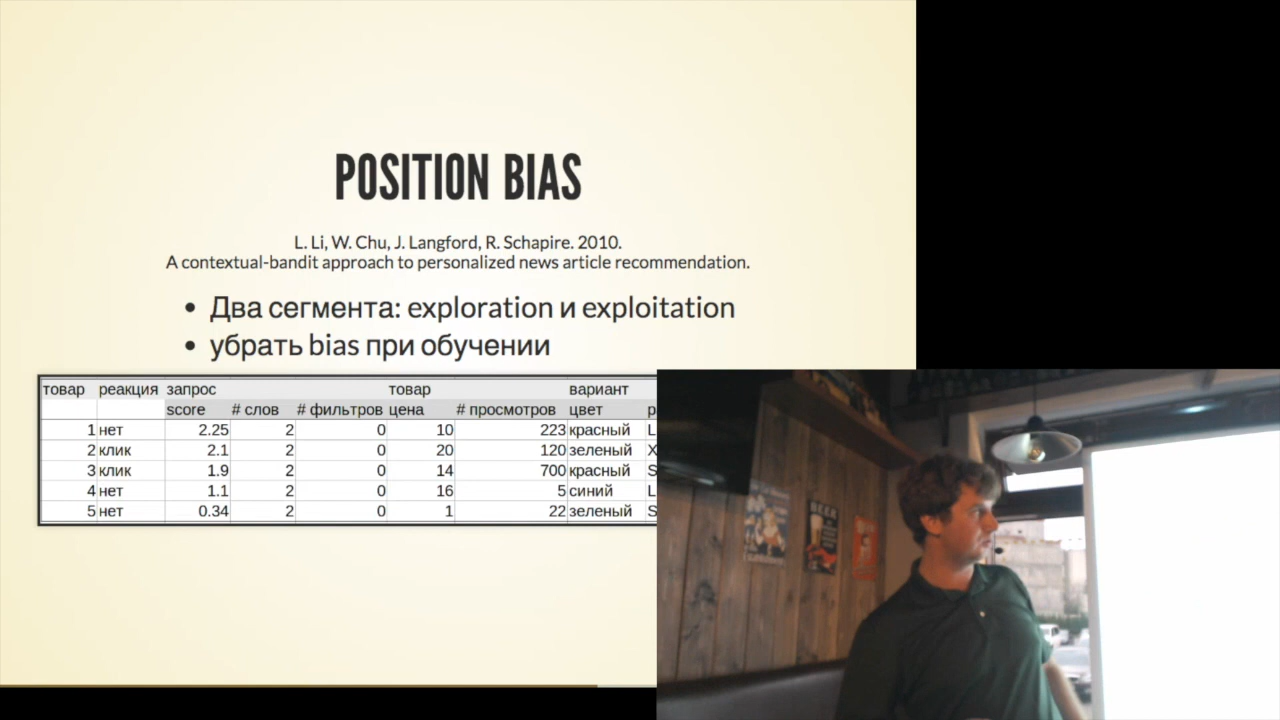 POSITION BIAS
L. Li, W. Chu, J. Langford, R. Schapire. 2010.
A contextual-bandit approach to personalized news article recommendation.
• Два сегмента: exploration и exploitation
• убрать bias при обучении
товар реакция запрос товар вариант
score # слов # фильтров цена # просмотров цвет
1 нет 2.25 2 0 10 223 красный L
2 клик 2.1 2 0 20 120 зеленый X
3 клик 1.9 2 0 14 700 красный S
4 нет 1.1 2 0 16 5 синий L
5 нет 0.34 2 0 1 22 зеленый S
BEER